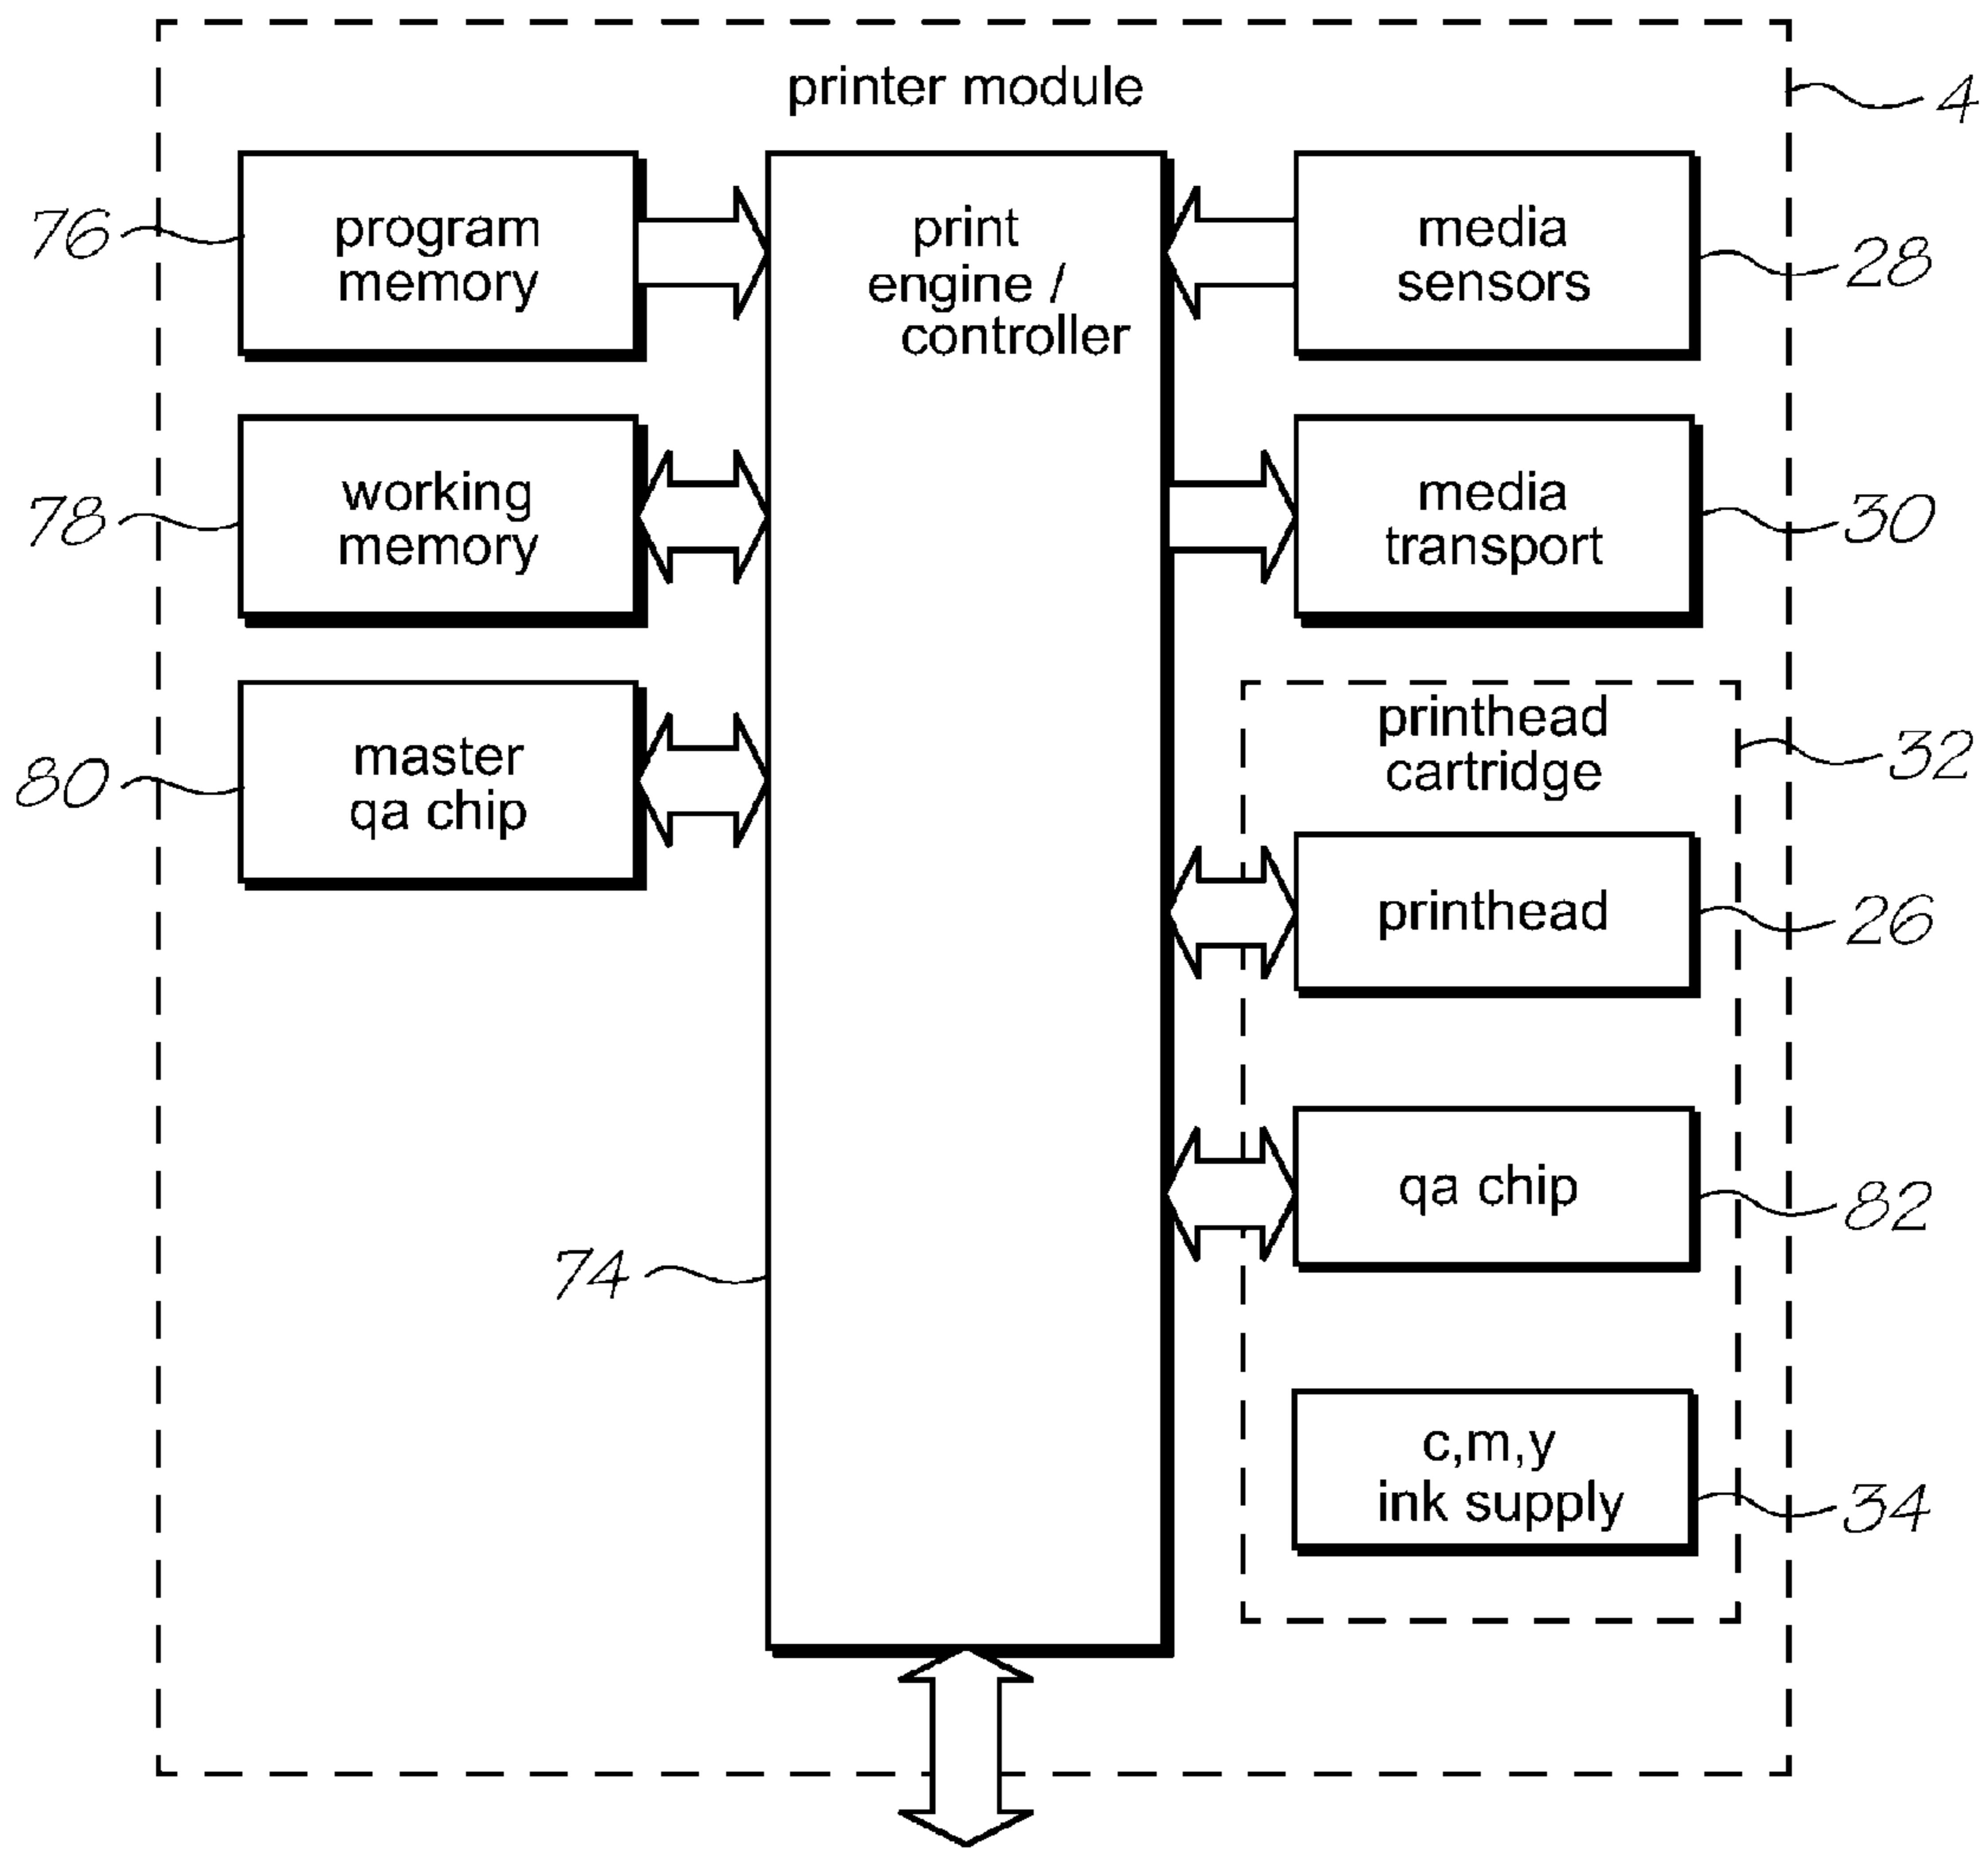 printer module
4
76
program
memory
print
engine /
controller
media
sensors
28
78
working
memory
media
transport
30
80
master
qa chip
printhead
cartridge
32
printhead
26
qa chip
82
74
c,m,y
ink supply
34